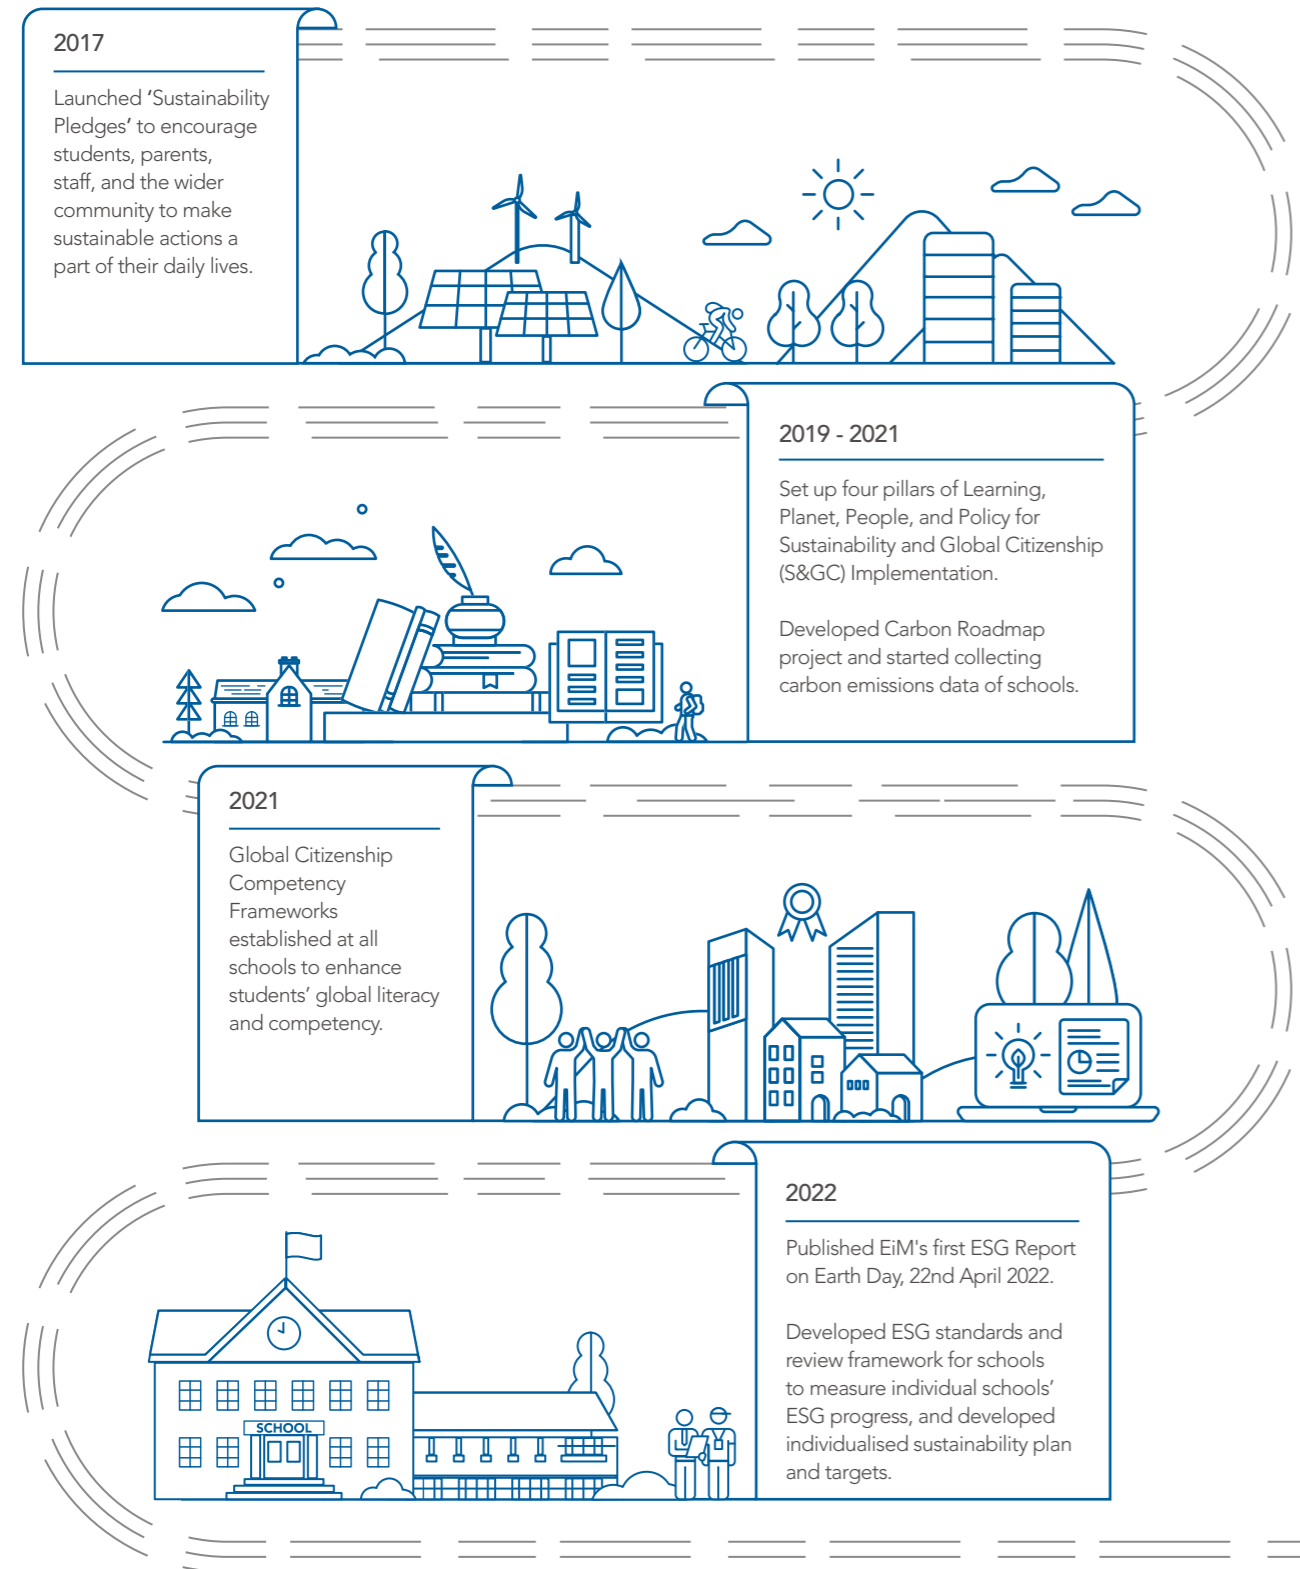 2017
Launched ‘Sustainability
Pledges’ to encourage
students, parents,
staff, and the wider
community to make
sustainable actions a
part of their daily lives.
2019 - 2021
Set up four pillars of Learning,
Planet, People, and Policy for
Sustainability and Global Citizenship
(S&GC) Implementation.
Developed Carbon Roadmap
project and started collecting
carbon emissions data of schools.
2021
Global Citizenship
Competency
Frameworks
established at all
schools to enhance
students’ global literacy
and competency.
2022
Published EiM's first ESG Report
on Earth Day, 22nd April 2022.
Developed ESG standards and
review framework for schools
to measure individual schools’
ESG progress, and developed
individualised sustainability plan
and targets.
SCHOOL